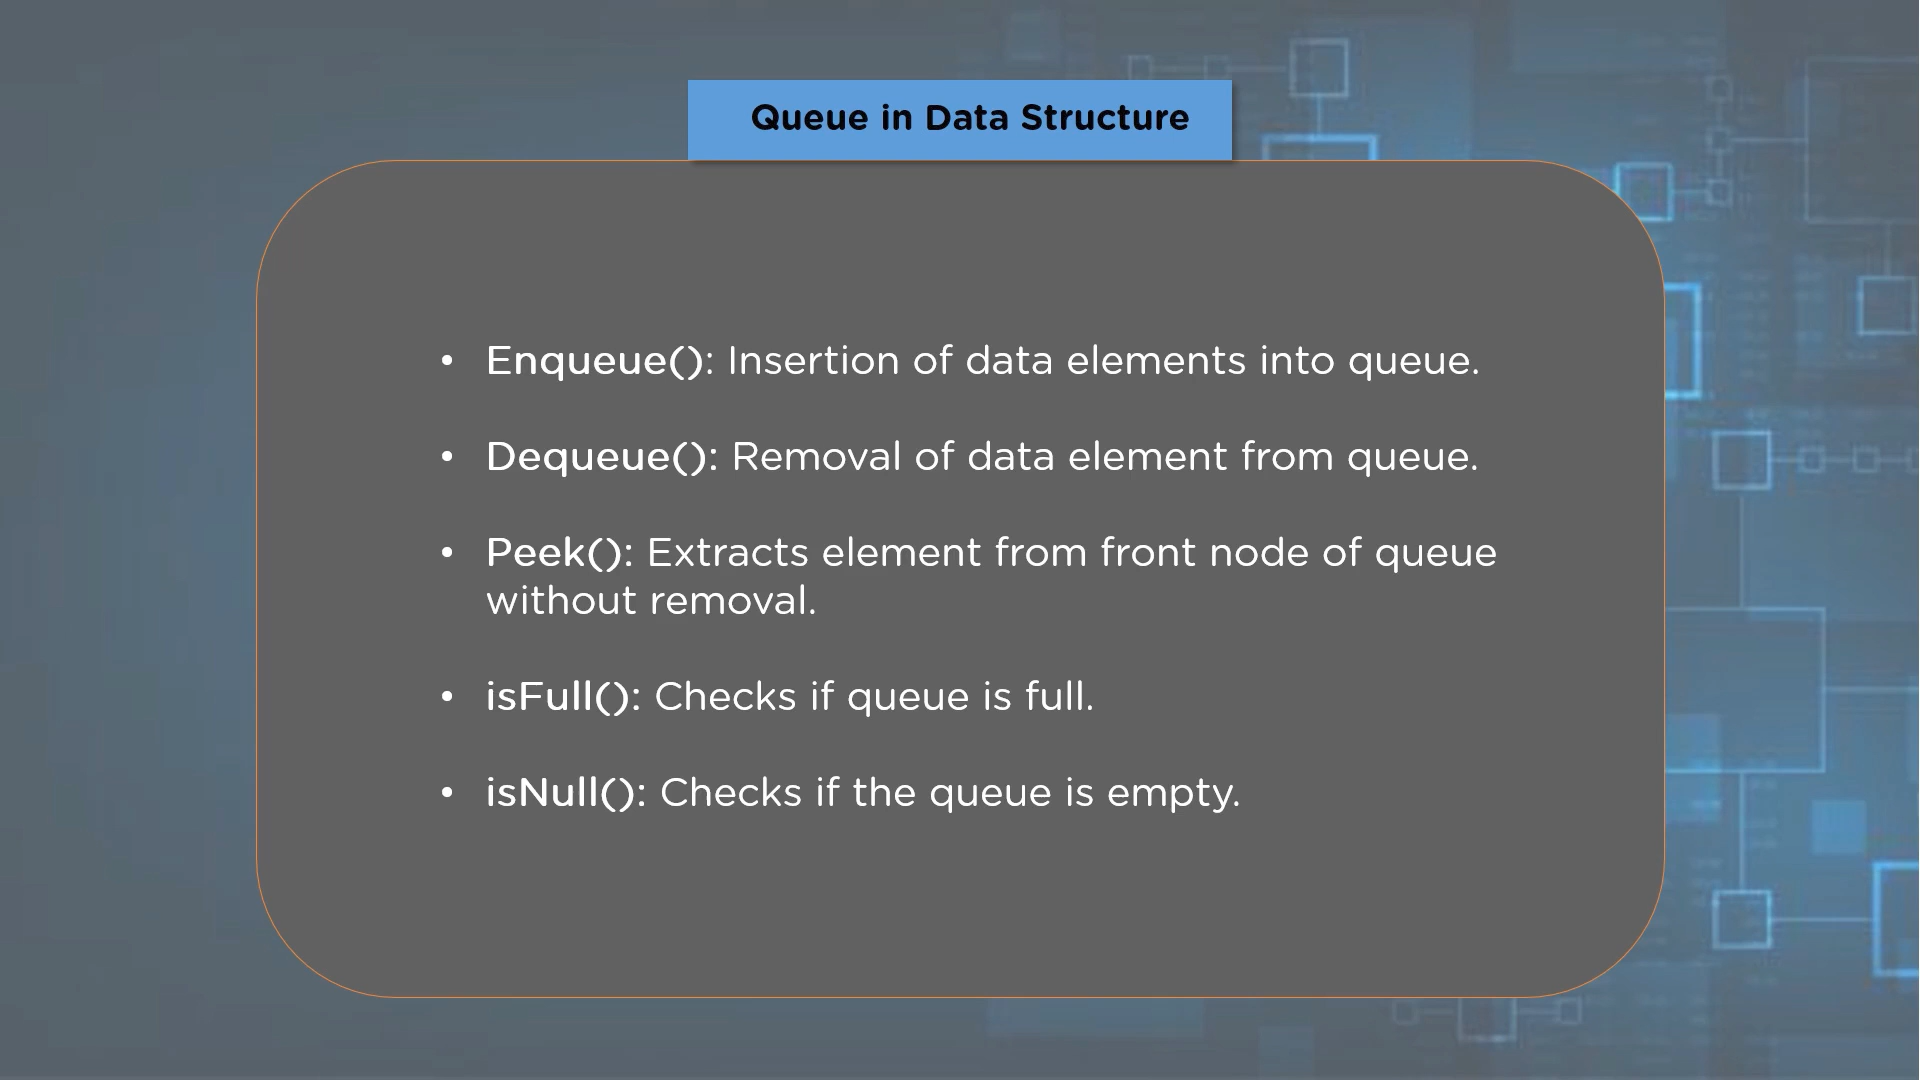 Queue in Data Structure
• Enqueue(): Insertion of data elements into queue.
• Dequeue(): Removal of data element from queue.
• Peek(): Extracts element from front node of queue
without removal.
• isFull(): Checks if queue is full.
• isNull(): Checks if the queue is empty.